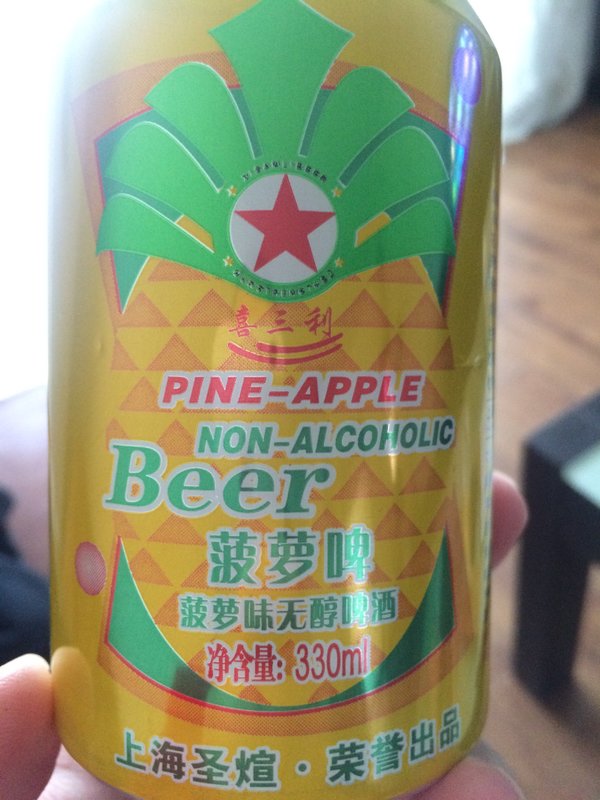 喜三利
PINE-APPLE
NON-ALCOHOLIC
Beer
菠萝啤
菠萝味无醇啤酒
净含量: 330ml
上海圣煊·荣誉出品